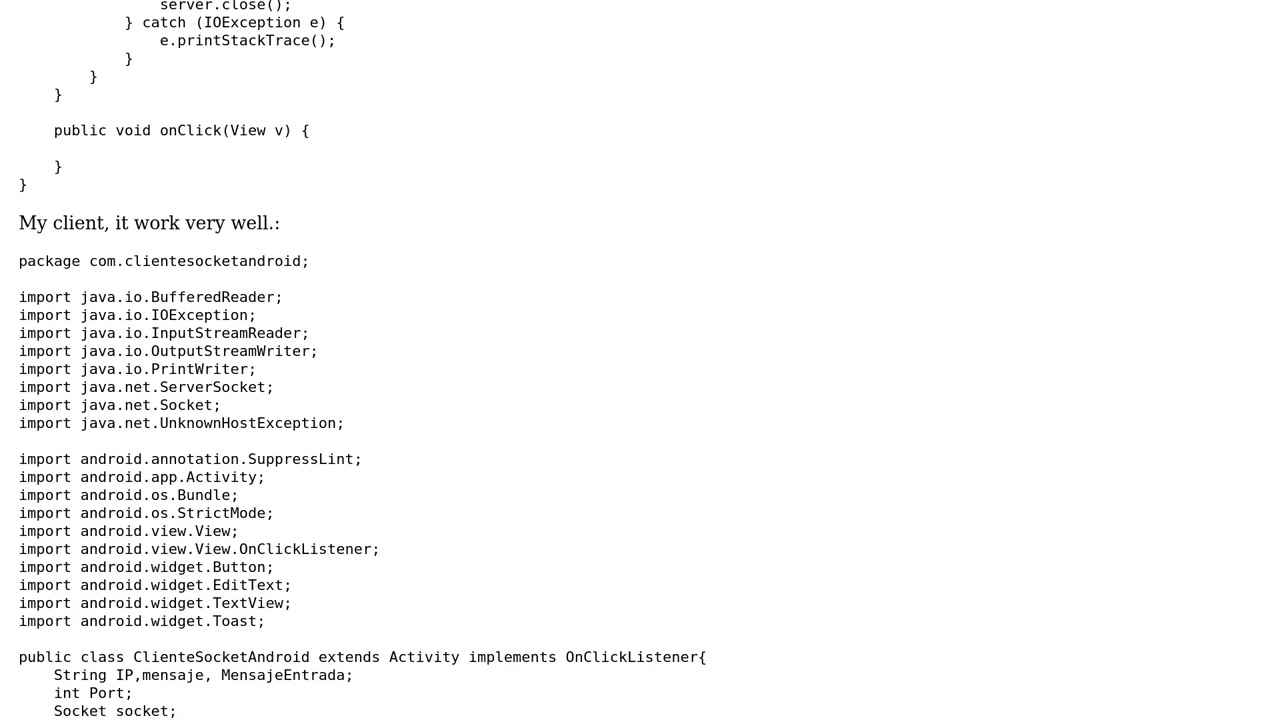 server.close();
            } catch (IOException e) {
                e.printStackTrace();
            }
        }
    }

    public void onClick(View v) {

    }
}

My client, it work very well.:

package com.clientesocketandroid;

import java.io.BufferedReader;
import java.io.IOException;
import java.io.InputStreamReader;
import java.io.OutputStreamWriter;
import java.io.PrintWriter;
import java.net.ServerSocket;
import java.net.Socket;
import java.net.UnknownHostException;

import android.annotation.SuppressLint;
import android.app.Activity;
import android.os.Bundle;
import android.os.StrictMode;
import android.view.View;
import android.view.View.OnClickListener;
import android.widget.Button;
import android.widget.EditText;
import android.widget.TextView;
import android.widget.Toast;

public class ClienteSocketAndroid extends Activity implements OnClickListener{
    String IP,mensaje, MensajeEntrada;
    int Port;
    Socket socket;